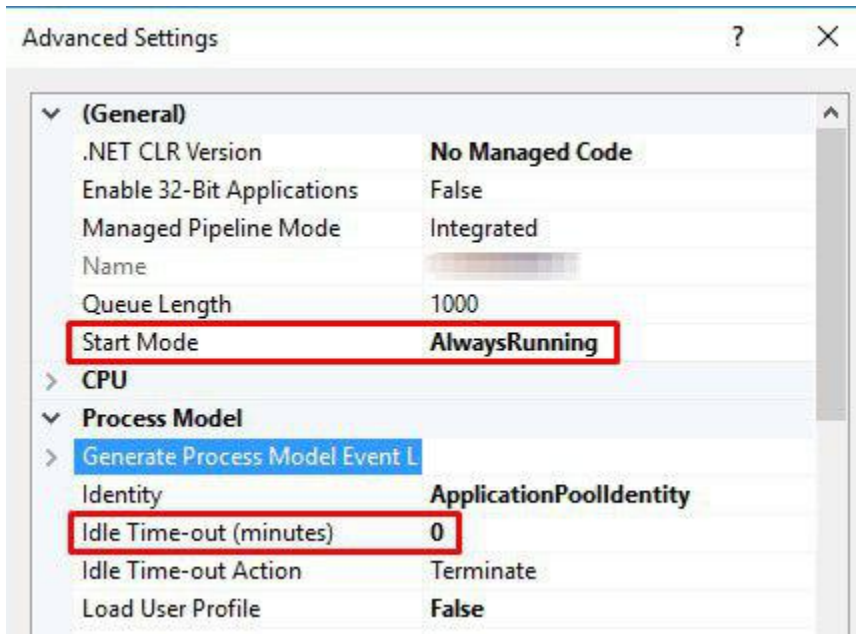 Advanced Settings ?
(General)
.NET CLR Version No Managed Code
Enable 32-Bit Applications False
Managed Pipeline Mode Integrated
Name
Queue Length 1000
Start Mode AlwaysRunning
CPU
Process Model
Generate Process Model Event L
Identity ApplicationPoolIdentity
Idle Time-out (minutes) 0
Idle Time-out Action Terminate
Load User Profile False